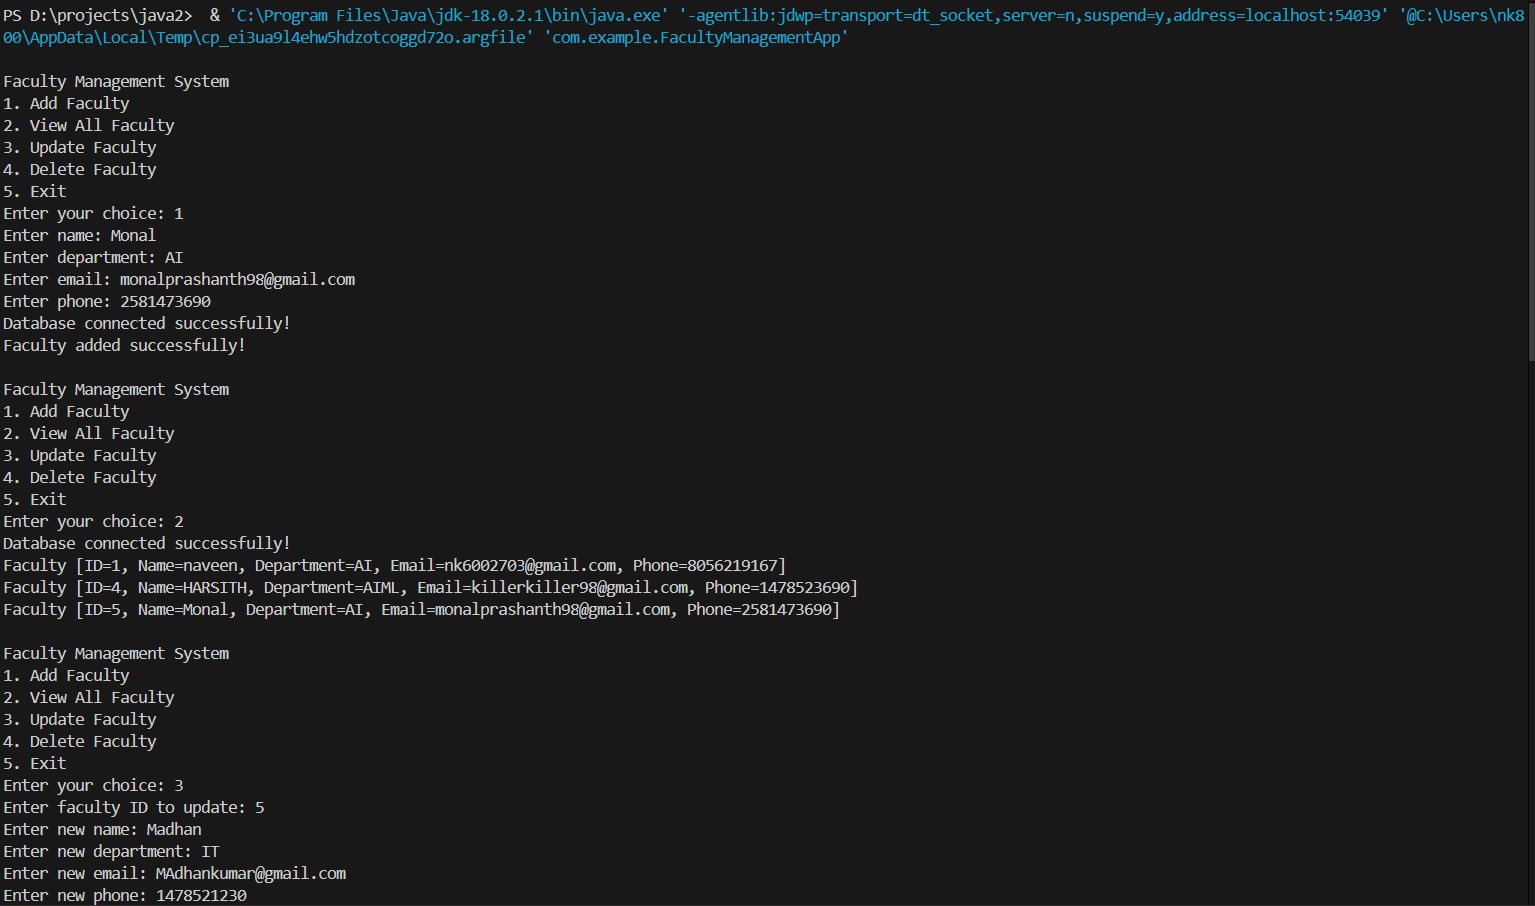 PS D:\projects\java2>  & 'C:\Program Files\Java\jdk-18.0.2.1\bin\java.exe' '-agentlib:jdwp=transport=dt_socket,server=n,suspend=y,address=localhost:54039' '@C:\Users\nk8
00\AppData\Local\Temp\cp_ei3ua9l4ehw5hdzotcoggd72o.argfile' 'com.example.FacultyManagementApp'
Faculty Management System
1. Add Faculty
2. View All Faculty
3. Update Faculty
4. Delete Faculty
5. Exit
Enter your choice: 1
Enter name: Monal
Enter department: AI
Enter email: monalprashanth98@gmail.com
Enter phone: 2581473690
Database connected successfully!
Faculty added successfully!
Faculty Management System
1. Add Faculty
2. View All Faculty
3. Update Faculty
4. Delete Faculty
5. Exit
Enter your choice: 2
Database connected successfully!
Faculty [ID=1, Name=naveen, Department=AI, Email=nk6002703@gmail.com, Phone=8056219167]
Faculty [ID=4, Name=HARSITH, Department=AIML, Email=killerkiller98@gmail.com, Phone=1478523690]
Faculty [ID=5, Name=Monal, Department=AI, Email=monalprashanth98@gmail.com, Phone=2581473690]
Faculty Management System
1. Add Faculty
2. View All Faculty
3. Update Faculty
4. Delete Faculty
5. Exit
Enter your choice: 3
Enter faculty ID to update: 5
Enter new name: Madhan
Enter new department: IT
Enter new email: MAdhankumar@gmail.com
Enter new phone: 1478521230